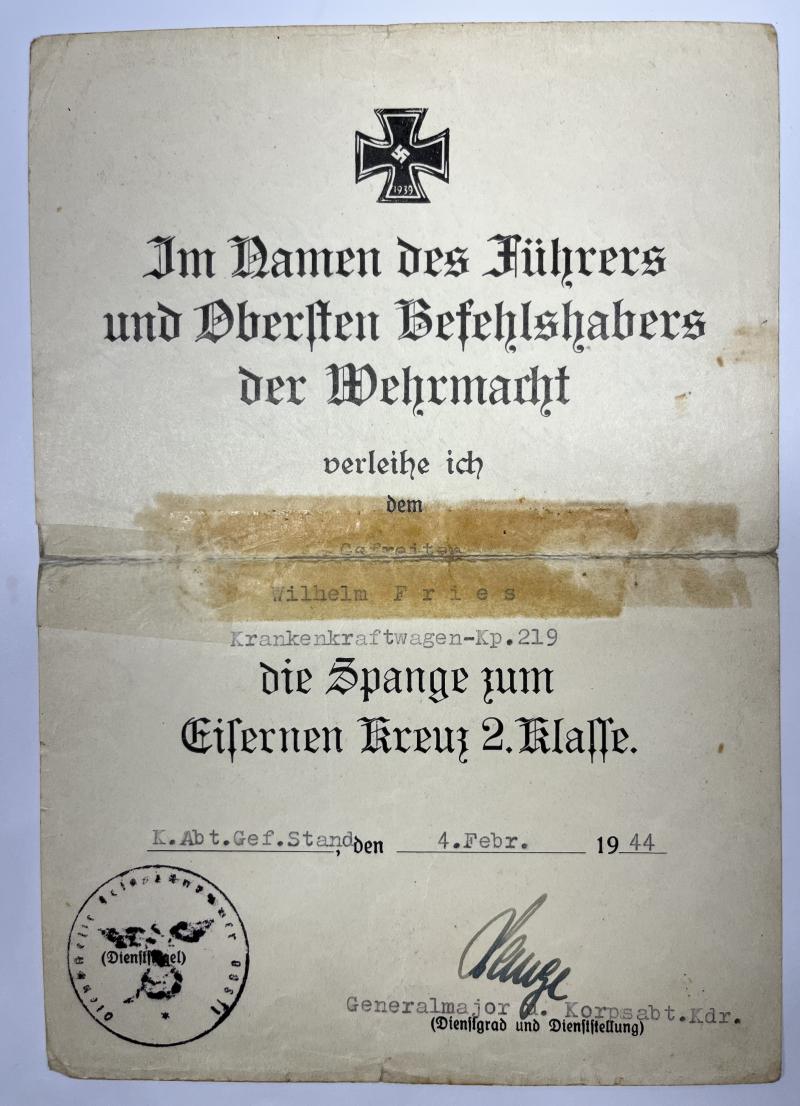 1939
Im Namen des Führers
und Obersten Befehlshabers
der Wehrmacht
verleihe ich
dem
Gefreiten
Wilhelm Fries
Krankenkraftwagen-Kp.219
die Spange zum
Eisernen Kreuz 2. Klasse.
K.Abt.Gef.Stand, den 4.Febr. 1944
Dienststelle Feldpostnummer
(Dienstsiegel)
Generalmajor u. Korpsabt.Kdr.
(Dienstgrad und Dienststellung)